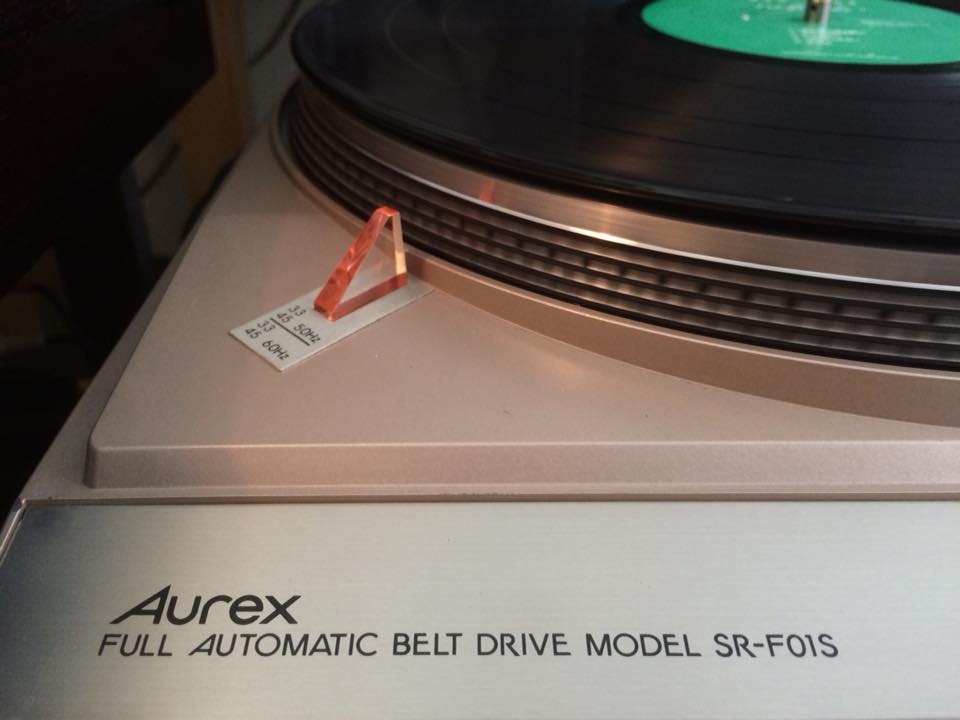 33
45 50Hz
33
45 60Hz
Aurex
FULL AUTOMATIC BELT DRIVE MODEL SR-F01S